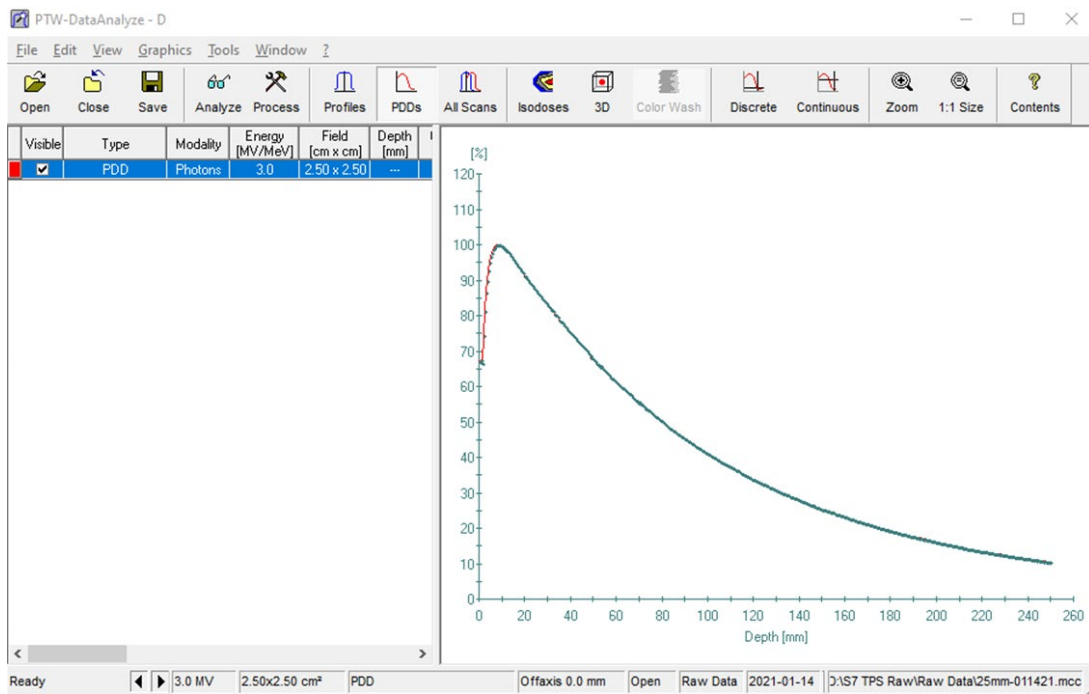 PTW-DataAnalyze - D
File Edit View Graphics Tools Window ?
Open Close Save Analyze Process Profiles PDDs All Scans Isodoses 3D Color Wash Discrete Continuous Zoom 1:1 Size Contents
Visible Type Modality Energy [MV/MeV] Field [cm x cm] Depth [mm]
PDD Photons 3.0 2.50 x 2.50 ---
[%]
120
110
100
90
80
70
60
50
40
30
20
10
0
0 20 40 60 80 100 120 140 160 180 200 220 240 260
Depth [mm]
Ready 3.0 MV 2.50x2.50 cm² PDD Offaxis 0.0 mm Open Raw Data 2021-01-14 D:\S7 TPS Raw\Raw Data\25mm-011421.mcc